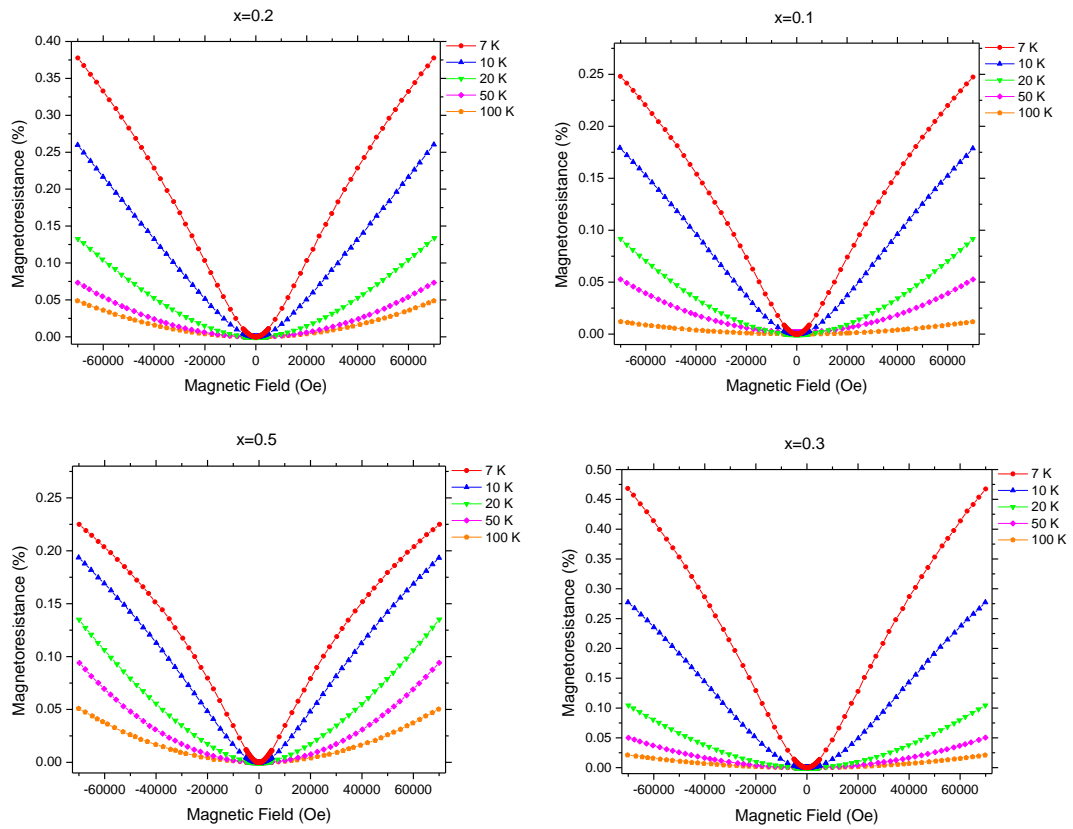 x=0.2
0.40
0.35
0.30
0.25
0.20
0.15
0.10
0.05
0.00
Magnetoresistance (%)
-60000 -40000 -20000 0 20000 40000 60000
Magnetic Field (Oe)
7 K
10 K
20 K
50 K
100 K
x=0.1
0.25
0.20
0.15
0.10
0.05
0.00
Magnetoresistance (%)
-60000 -40000 -20000 0 20000 40000 60000
Magnetic Field (Oe)
7 K
10 K
20 K
50 K
100 K
x=0.5
0.25
0.20
0.15
0.10
0.05
0.00
Magnetoresistance (%)
-60000 -40000 -20000 0 20000 40000 60000
Magnetic Field (Oe)
7 K
10 K
20 K
50 K
100 K
x=0.3
0.50
0.45
0.40
0.35
0.30
0.25
0.20
0.15
0.10
0.05
0.00
Magnetoresistance (%)
-60000 -40000 -20000 0 20000 40000 60000
Magnetic Field (Oe)
7 K
10 K
20 K
50 K
100 K